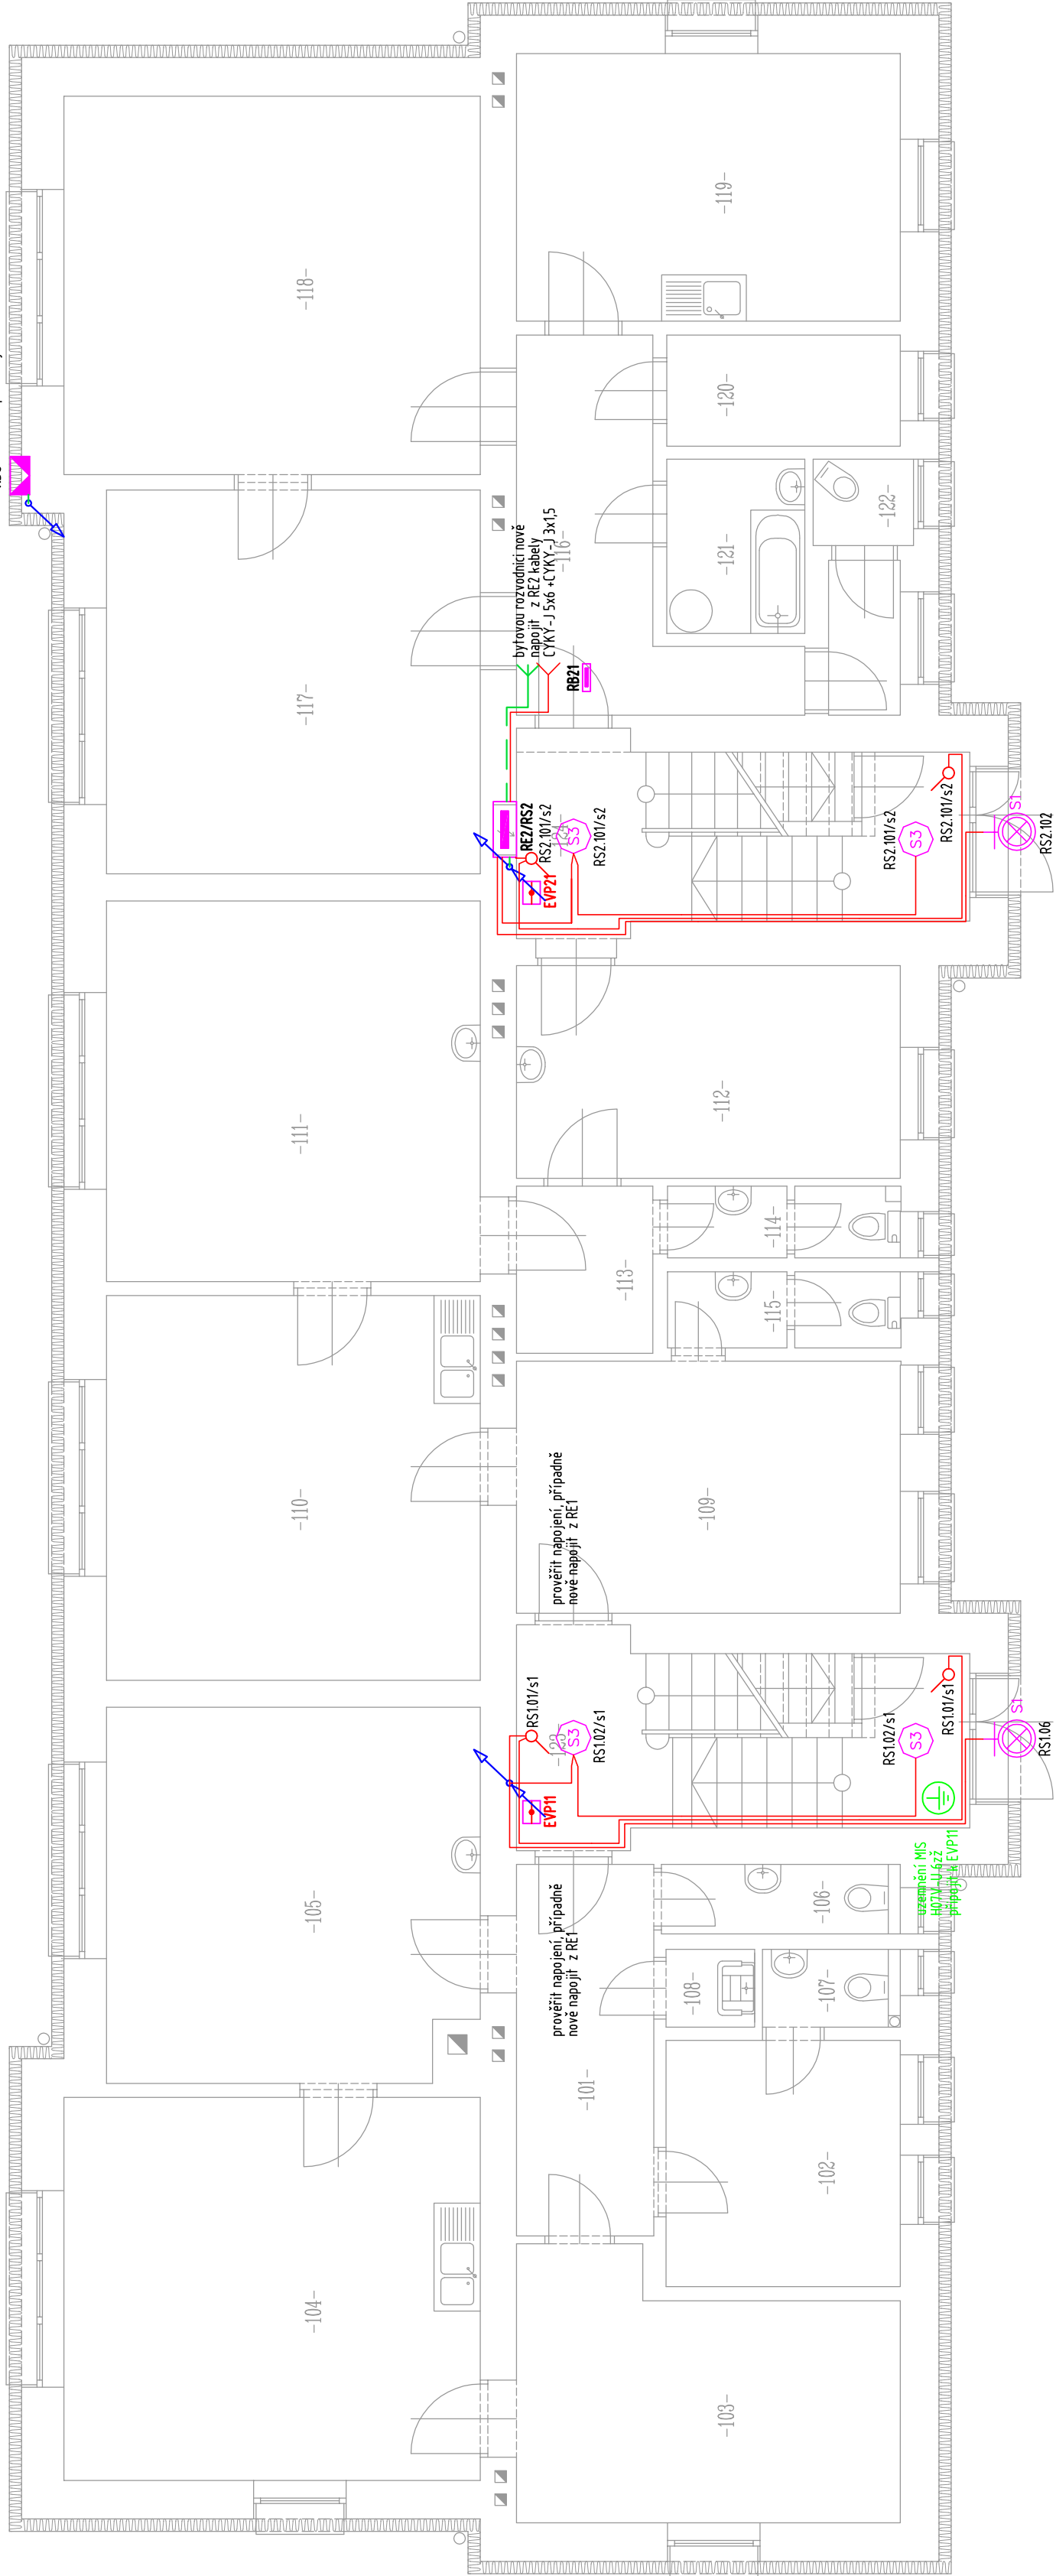 -118-
-119-
-120-
-122-
-121-
-116-
bytovou rozvodnici nově
napojit z RE2 kabely
CYKY-J 5x6 +CYKY-J 3x1,5
RB21
-117-
RE2/RS2
RS2.101/s2
S3
RS2.101/s2
EVP21
RS2.101/s2
S3
RS2.101/s2
S1
RS2.102
-111-
-112-
-114-
-113-
-115-
-110-
-109-
prověřit napojení, případně
nově napojit z RE1
RS1.01/s1
-123-
S3
RS1.02/s1
EVP11
RS1.02/s1
S3
RS1.01/s1
S1
RS1.06
uzemnění MIS
H07V-U 6zž
připojit k EVP11
-105-
-106-
prověřit napojení, případně
nově napojit z RE1
-108-
-107-
-101-
-102-
-104-
-103-